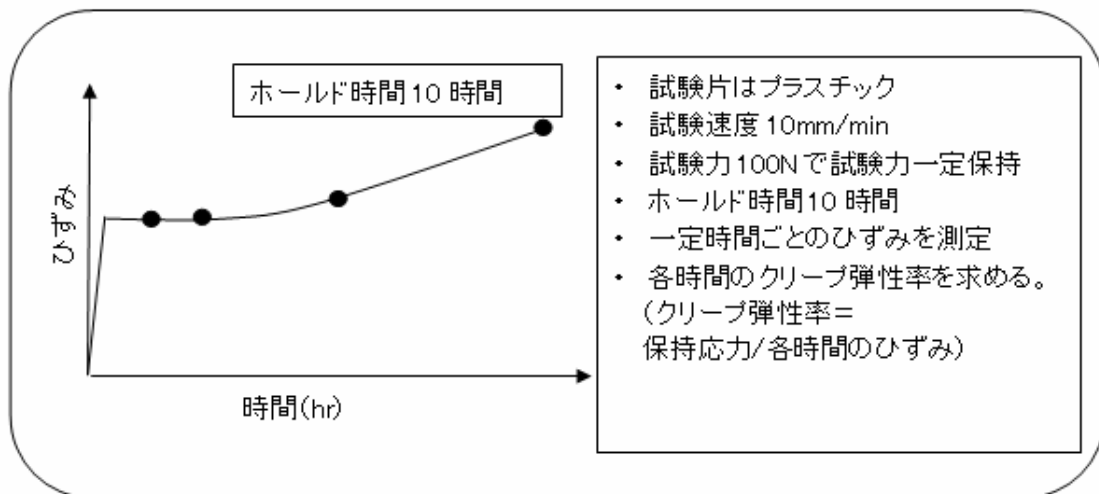 ホールド時間10 時間
ひずみ
時間(hr)
・ 試験片はプラスチック
・ 試験速度10mm/min
・ 試験力100Nで試験力一定保持
・ ホールド時間10 時間
・ 一定時間ごとのひずみを測定
・ 各時間のクリープ弾性率を求める。
(クリープ弾性率=
保持応力/各時間のひずみ)